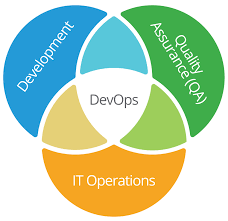 Development
Quality
Assurance (QA)
DevOps
IT Operations